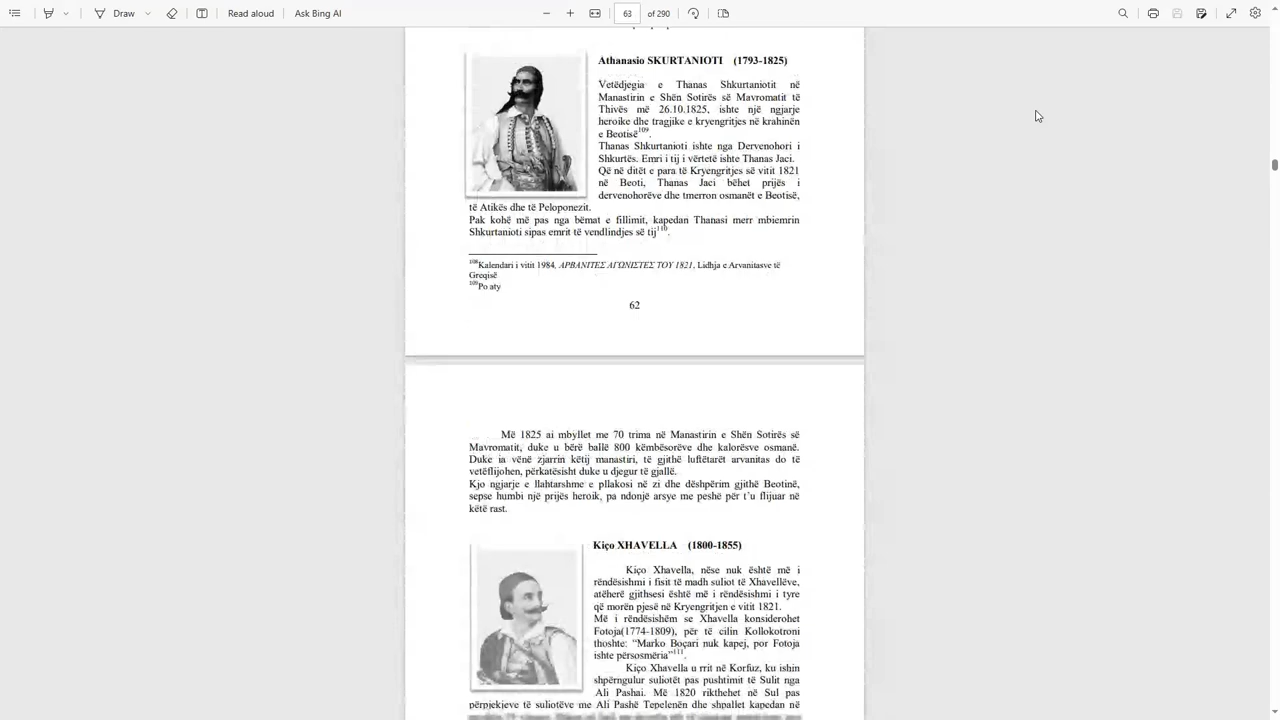 Draw
Read aloud
Ask Bing AI
63
of 290
Athanasio SKURTANIOTI (1793-1825)
Vetëdjegia e Thanas Shkurtaniotit në
Manastirin e Shën Sotirës së Mavromatit të
Thivës më 26.10.1825, ishte një ngjarje
heroike dhe tragjike e kryengritjes në krahinën
e Beotisë109.
Thanas Shkurtanioti ishte nga Dervenohori i
Shkurtës. Emri i tij i vërtetë ishte Thanas Jaci.
Që në ditët e para të Kryengritjes së vitit 1821
në Beoti, Thanas Jaci bëhet prijës i
dervenohorëve dhe tmerron osmanët e Beotisë,
të Atikës dhe të Peloponezit.
Pak kohë më pas nga bëmat e fillimit, kapedan Thanasi merr mbiemrin
Shkurtanioti sipas emrit të vendlindjes së tij110.
108Kalendari i vitit 1984, ΑΡΒΑΝΙΤΕΣ ΑΓΩΝΙΣΤΕΣ ΤΟΥ 1821, Lidhja e Arvanitasve të
Greqisë
109Po aty
62
Më 1825 ai mbyllet me 70 trima në Manastirin e Shën Sotirës së
Mavromatit, duke u bërë ballë 800 këmbësorëve dhe kalorësve osmanë.
Duke ia vënë zjarrin këtij manastiri, të gjithë luftëtarët arvanitas do të
vetëflijohen, përkatësisht duke u djegur të gjallë.
Kjo ngjarje e llahtarshme e pllakosi në zi dhe dëshpërim gjithë Beotinë,
sepse humbi një prijës heroik, pa ndonjë arsye me peshë për t'u flijuar në
këtë rast.
Kiço XHAVELLA (1800-1855)
Kiço Xhavella, nëse nuk është më i
rëndësishmi i fisit të madh suliot të Xhavellëve,
atëherë gjithsesi është më i rëndësishmi i tyre
që morën pjesë në Kryengritjen e vitit 1821.
Më i rëndësishëm se Xhavella konsiderohet
Fotoja(1774-1809), për të cilin Kollokotroni
thoshte: "Marko Boçari nuk kapej, por Fotoja
ishte përsosmëria"111.
Kiço Xhavella u rrit në Korfuz, ku ishin
shpërngulur suliotët pas pushtimit të Sulit nga
Ali Pashai. Më 1820 rikthehet në Sul pas
përpjekjeve të suliotëve me Ali Pashë Tepelenën dhe shpallet kapedan në